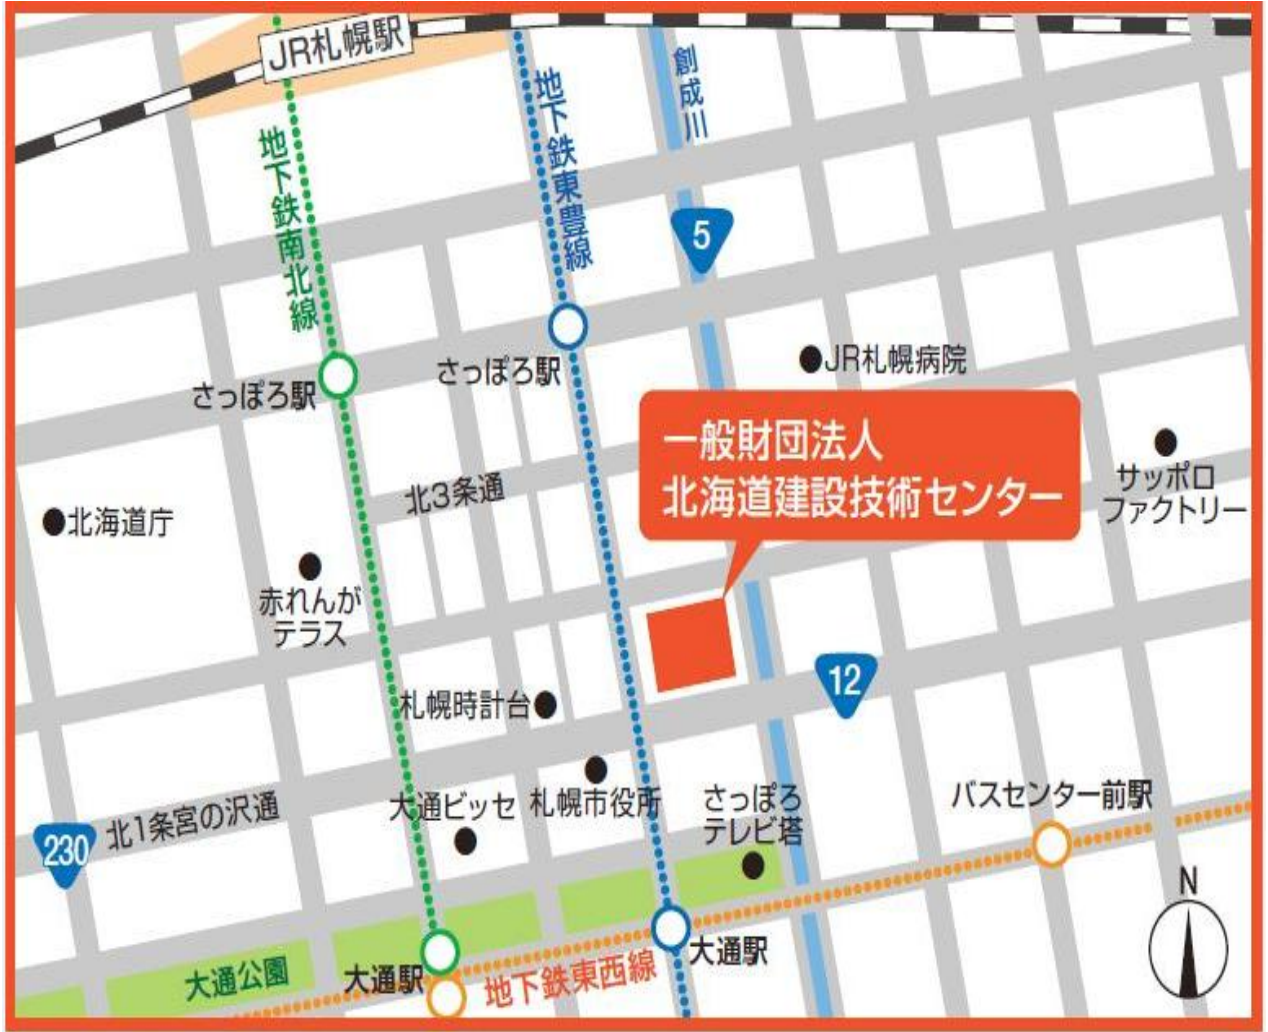 JR札幌駅
創成川
地下鉄東豊線
地下鉄南北線
5
さっぽろ駅
さっぽろ駅
JR札幌病院
一般財団法人
北海道建設技術センター
サッポロ
ファクトリー
北3条通
北海道庁
赤れんが
テラス
札幌時計台
12
大通ビッセ
札幌市役所
さっぽろ
テレビ塔
バスセンター前駅
北1条宮の沢通
230
N
大通公園
大通駅
地下鉄東西線
大通駅